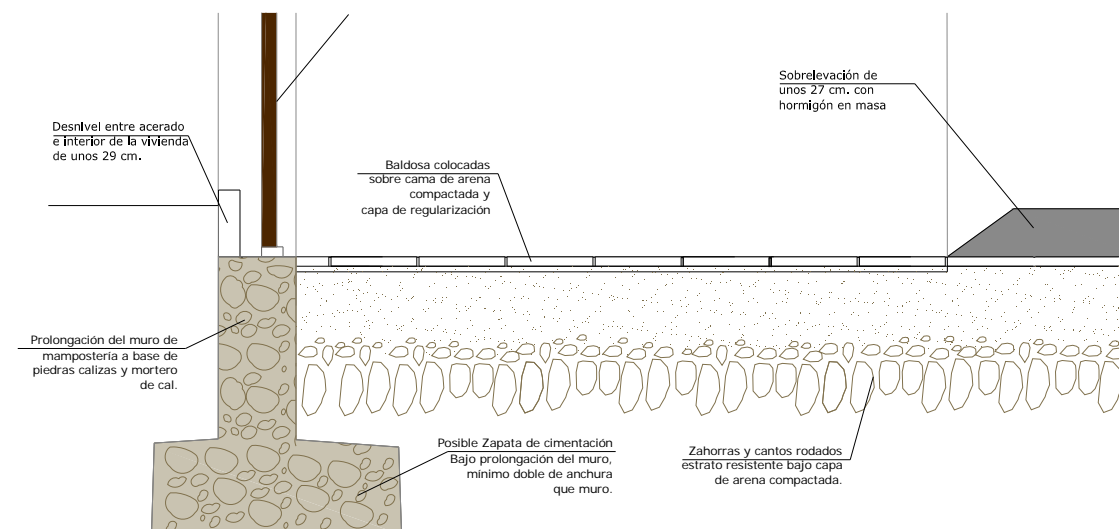 Sobrelevación de
unos 27 cm. con
hormigón en masa
Desnivel entre acerado
e interior de la vivienda
de unos 29 cm.
Baldosa colocadas
sobre cama de arena
compactada y
capa de regularización
Prolongación del muro de
mampostería a base de
piedras calizas y mortero
de cal.
Posible Zapata de cimentación
Bajo prolongación del muro,
mínimo doble de anchura
que muro.
Zahorras y cantos rodados
estrato resistente bajo capa
de arena compactada.